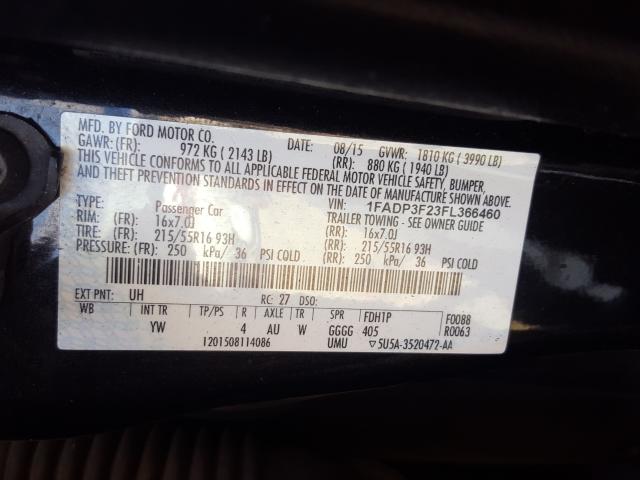 MFD. BY FORD MOTOR CO.
DATE: 08/15 GVWR: 1810 KG ( 3990 LB)
GAWR:(FR): 972 KG ( 2143 LB) (RR): 880 KG ( 1940 LB)
THIS VEHICLE CONFORMS TO ALL APPLICABLE FEDERAL MOTOR VEHICLE SAFETY, BUMPER,
AND THEFT PREVENTION STANDARDS IN EFFECT ON THE DATE OF MANUFACTURE SHOWN ABOVE.
VIN: 1FADP3F23FL366460
TYPE: Passenger Car TRAILER TOWING - SEE OWNER GUIDE
RIM: (FR): 16x7.0J (RR): 16x7.0J
TIRE: (FR): 215/55R16 93H (RR): 215/55R16 93H
PRESSURE: (FR): 250 kPa/ 36 PSI COLD (RR): 250 kPa/ 36 PSI COLD
EXT PNT: UH RC: 27 DSO:
WB INT TR TP/PS R AXLE TR SPR FDH1P F0088
YW 4 AU W GGGG 405 R0063
I201508114086 UMU ▽5U5A-3520472-AA